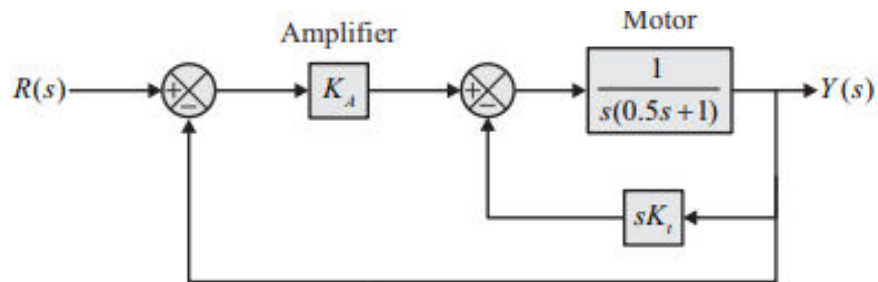 Amplifier
Motor
R(s)
+
−
K_A
+
−
1
s(0.5s+1)
Y(s)
sK_t